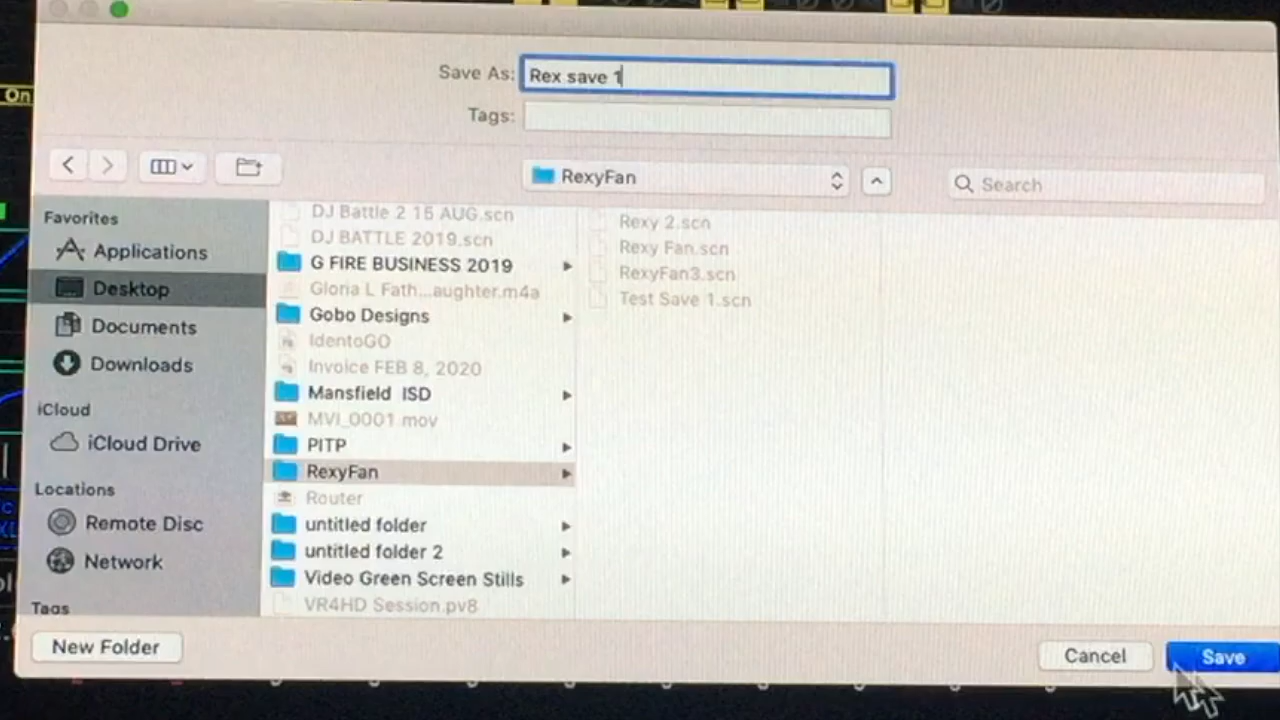 On
Save As: Rex save 1
Tags:
RexyFan
Search
Favorites
Applications
Desktop
Documents
Downloads
iCloud
iCloud Drive
Locations
Remote Disc
Network
Tags
DJ Battle 2 15 AUG.scn
DJ BATTLE 2019.scn
G FIRE BUSINESS 2019
Gloria L Fath...aughter.m4a
Gobo Designs
IdentoGO
Invoice FEB 8, 2020
Mansfield ISD
MVI_0001.mov
PITP
RexyFan
Router
untitled folder
untitled folder 2
Video Green Screen Stills
VR4HD Session.pv8
Rexy 2.scn
Rexy Fan.scn
RexyFan3.scn
Test Save 1.scn
New Folder
Cancel
Save